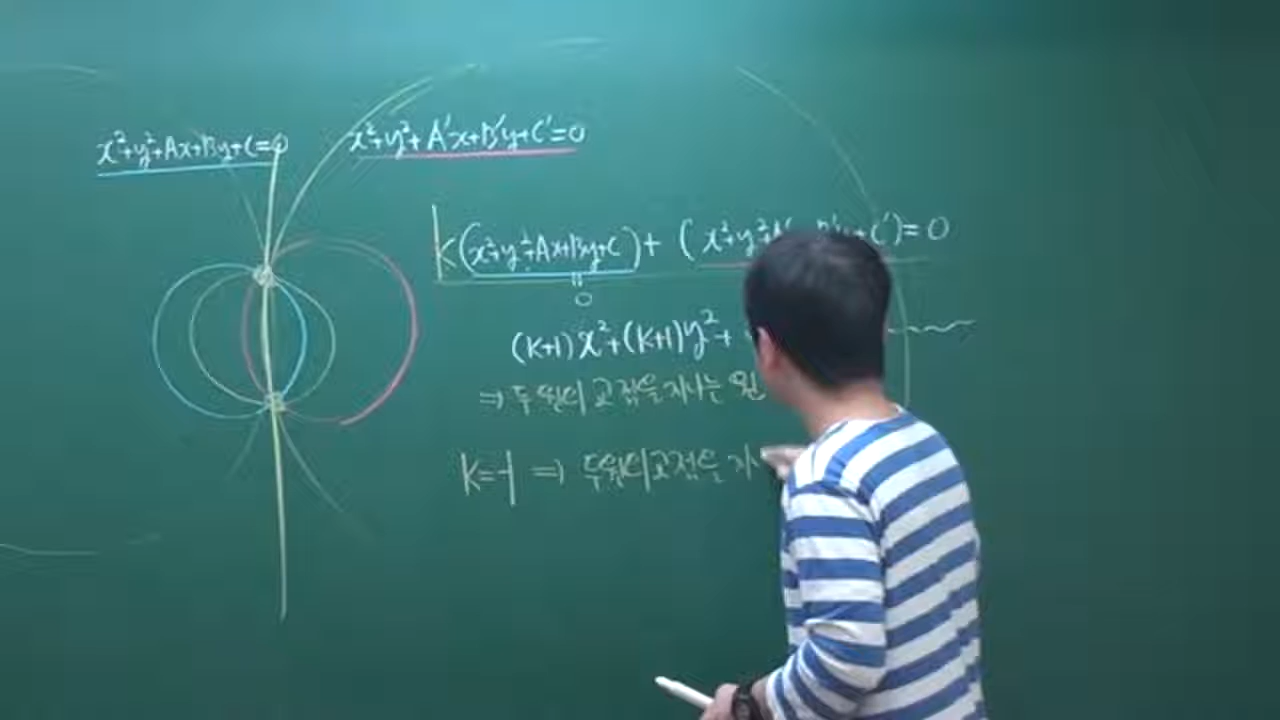 x²+y²+Ax+By+C=0
x²+y²+A'x+B'y+C'=0
k(x²+y²+Ax+By+C)+(x²+y²+A' B'y+C')=0
0
(k+1)x²+(k+1)y²+
⇒ 두 원의 교점을 지나는 원
k=-1 ⇒ 두원의 교점을 지